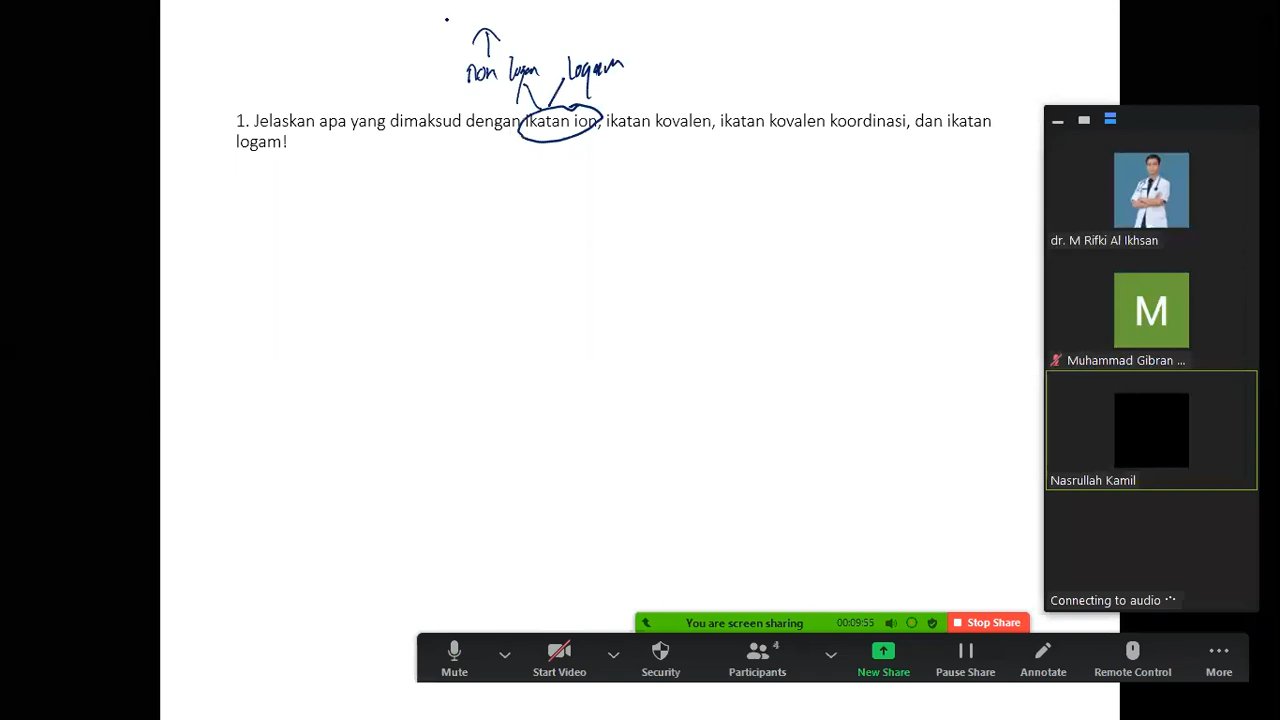 non logam logam
1. Jelaskan apa yang dimaksud dengan ikatan ion, ikatan kovalen, ikatan kovalen koordinasi, dan ikatan
logam!
dr. M Rifki Al Ikhsan
M
Muhammad Gibran ...
Nasrullah Kamil
Connecting to audio
You are screen sharing 00:09:55 Stop Share
4
Mute Start Video Security Participants New Share Pause Share Annotate Remote Control More